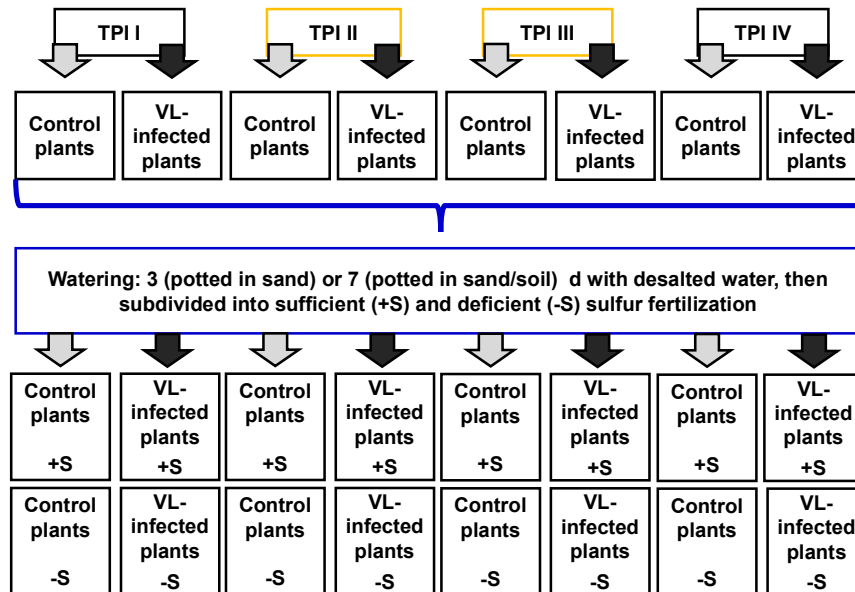 TPI I
TPI II
TPI III
TPI IV
Control
plants
VL-
infected
plants
Control
plants
VL-
infected
plants
Control
plants
VL-
infected
plants
Control
plants
VL-
infected
plants
Watering: 3 (potted in sand) or 7 (potted in sand/soil) d with desalted water, then
subdivided into sufficient (+S) and deficient (-S) sulfur fertilization
Control
plants
+S
VL-
infected
plants
+S
Control
plants
+S
VL-
infected
plants
+S
Control
plants
+S
VL-
infected
plants
+S
Control
plants
+S
VL-
infected
plants
+S
Control
plants
-S
VL-
infected
plants
-S
Control
plants
-S
VL-
infected
plants
-S
Control
plants
-S
VL-
infected
plants
-S
Control
plants
-S
VL-
infected
plants
-S